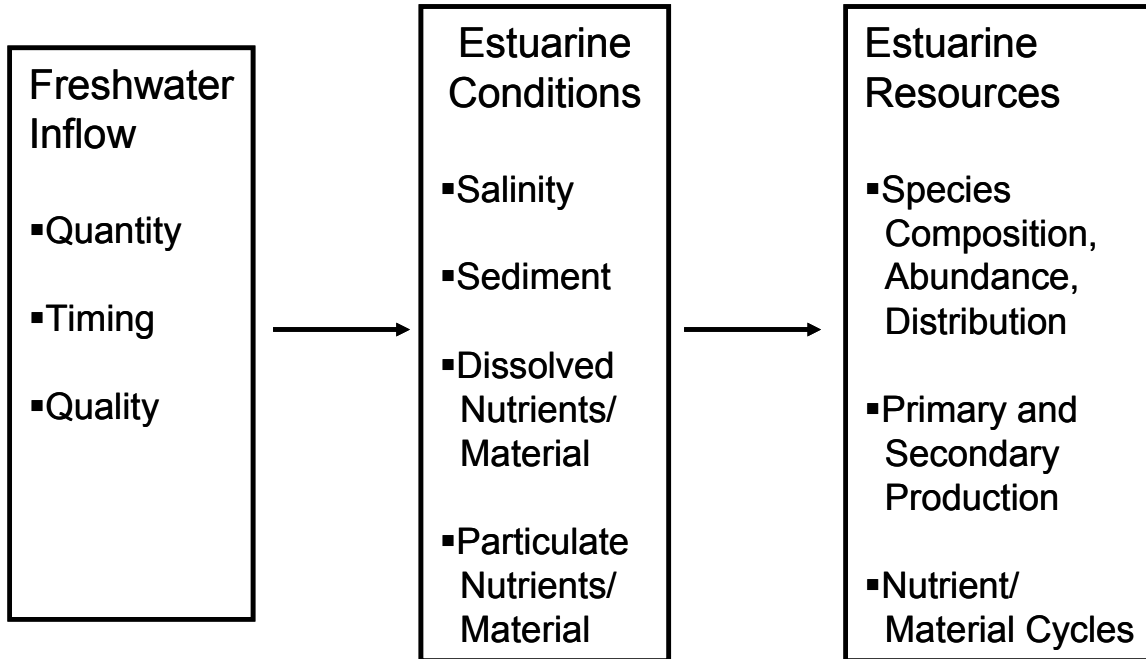 Freshwater
Inflow
▪Quantity
▪Timing
▪Quality
Estuarine
Conditions
▪Salinity
▪Sediment
▪Dissolved
Nutrients/
Material
▪Particulate
Nutrients/
Material
Estuarine
Resources
▪Species
Composition,
Abundance,
Distribution
▪Primary and
Secondary
Production
▪Nutrient/
Material Cycles